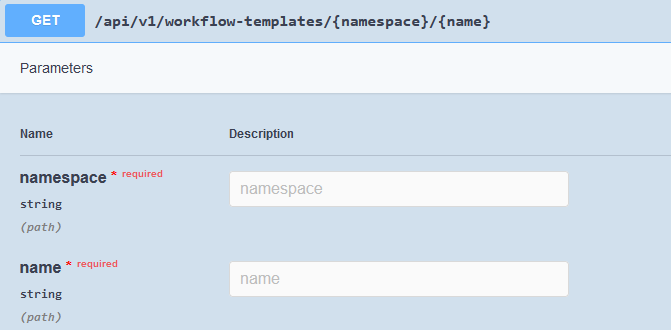 GET /api/v1/workflow-templates/{namespace}/{name}
Parameters
Name Description
namespace * required namespace
string
(path)
name * required name
string
(path)